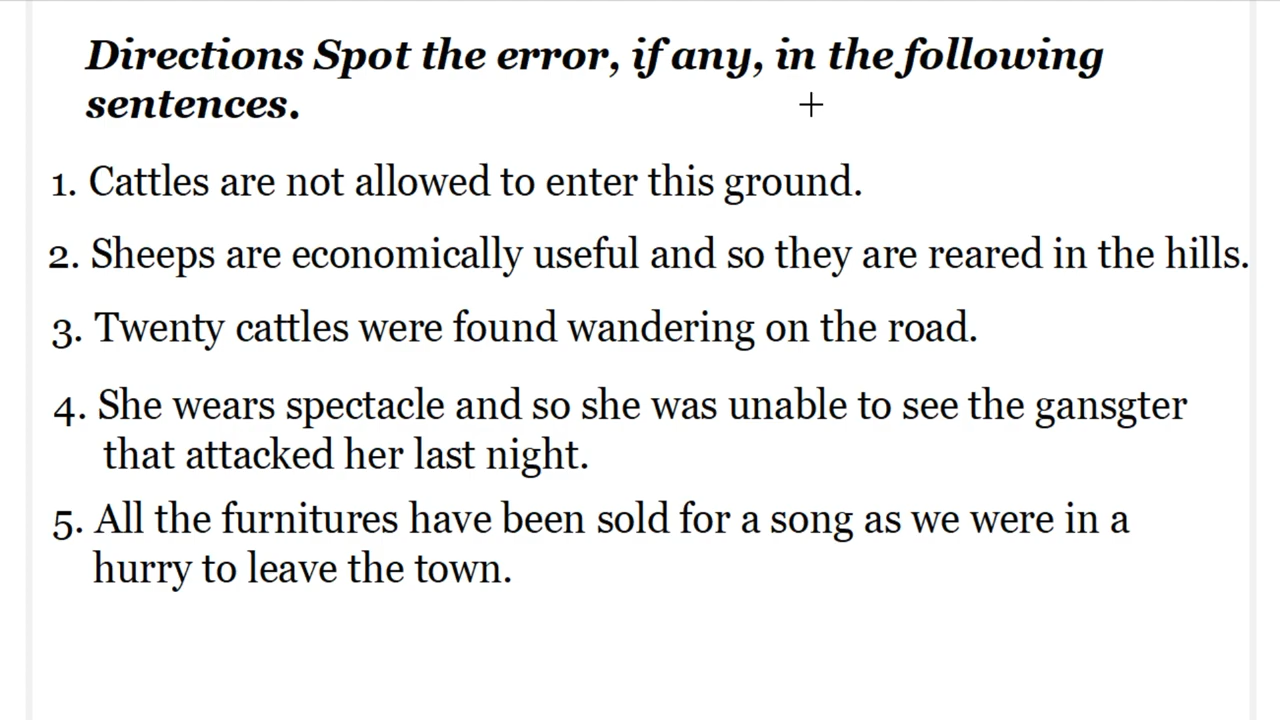 Directions Spot the error, if any, in the following
sentences.
1. Cattles are not allowed to enter this ground.
2. Sheeps are economically useful and so they are reared in the hills.
3. Twenty cattles were found wandering on the road.
4. She wears spectacle and so she was unable to see the gansgter
that attacked her last night.
5. All the furnitures have been sold for a song as we were in a
hurry to leave the town.